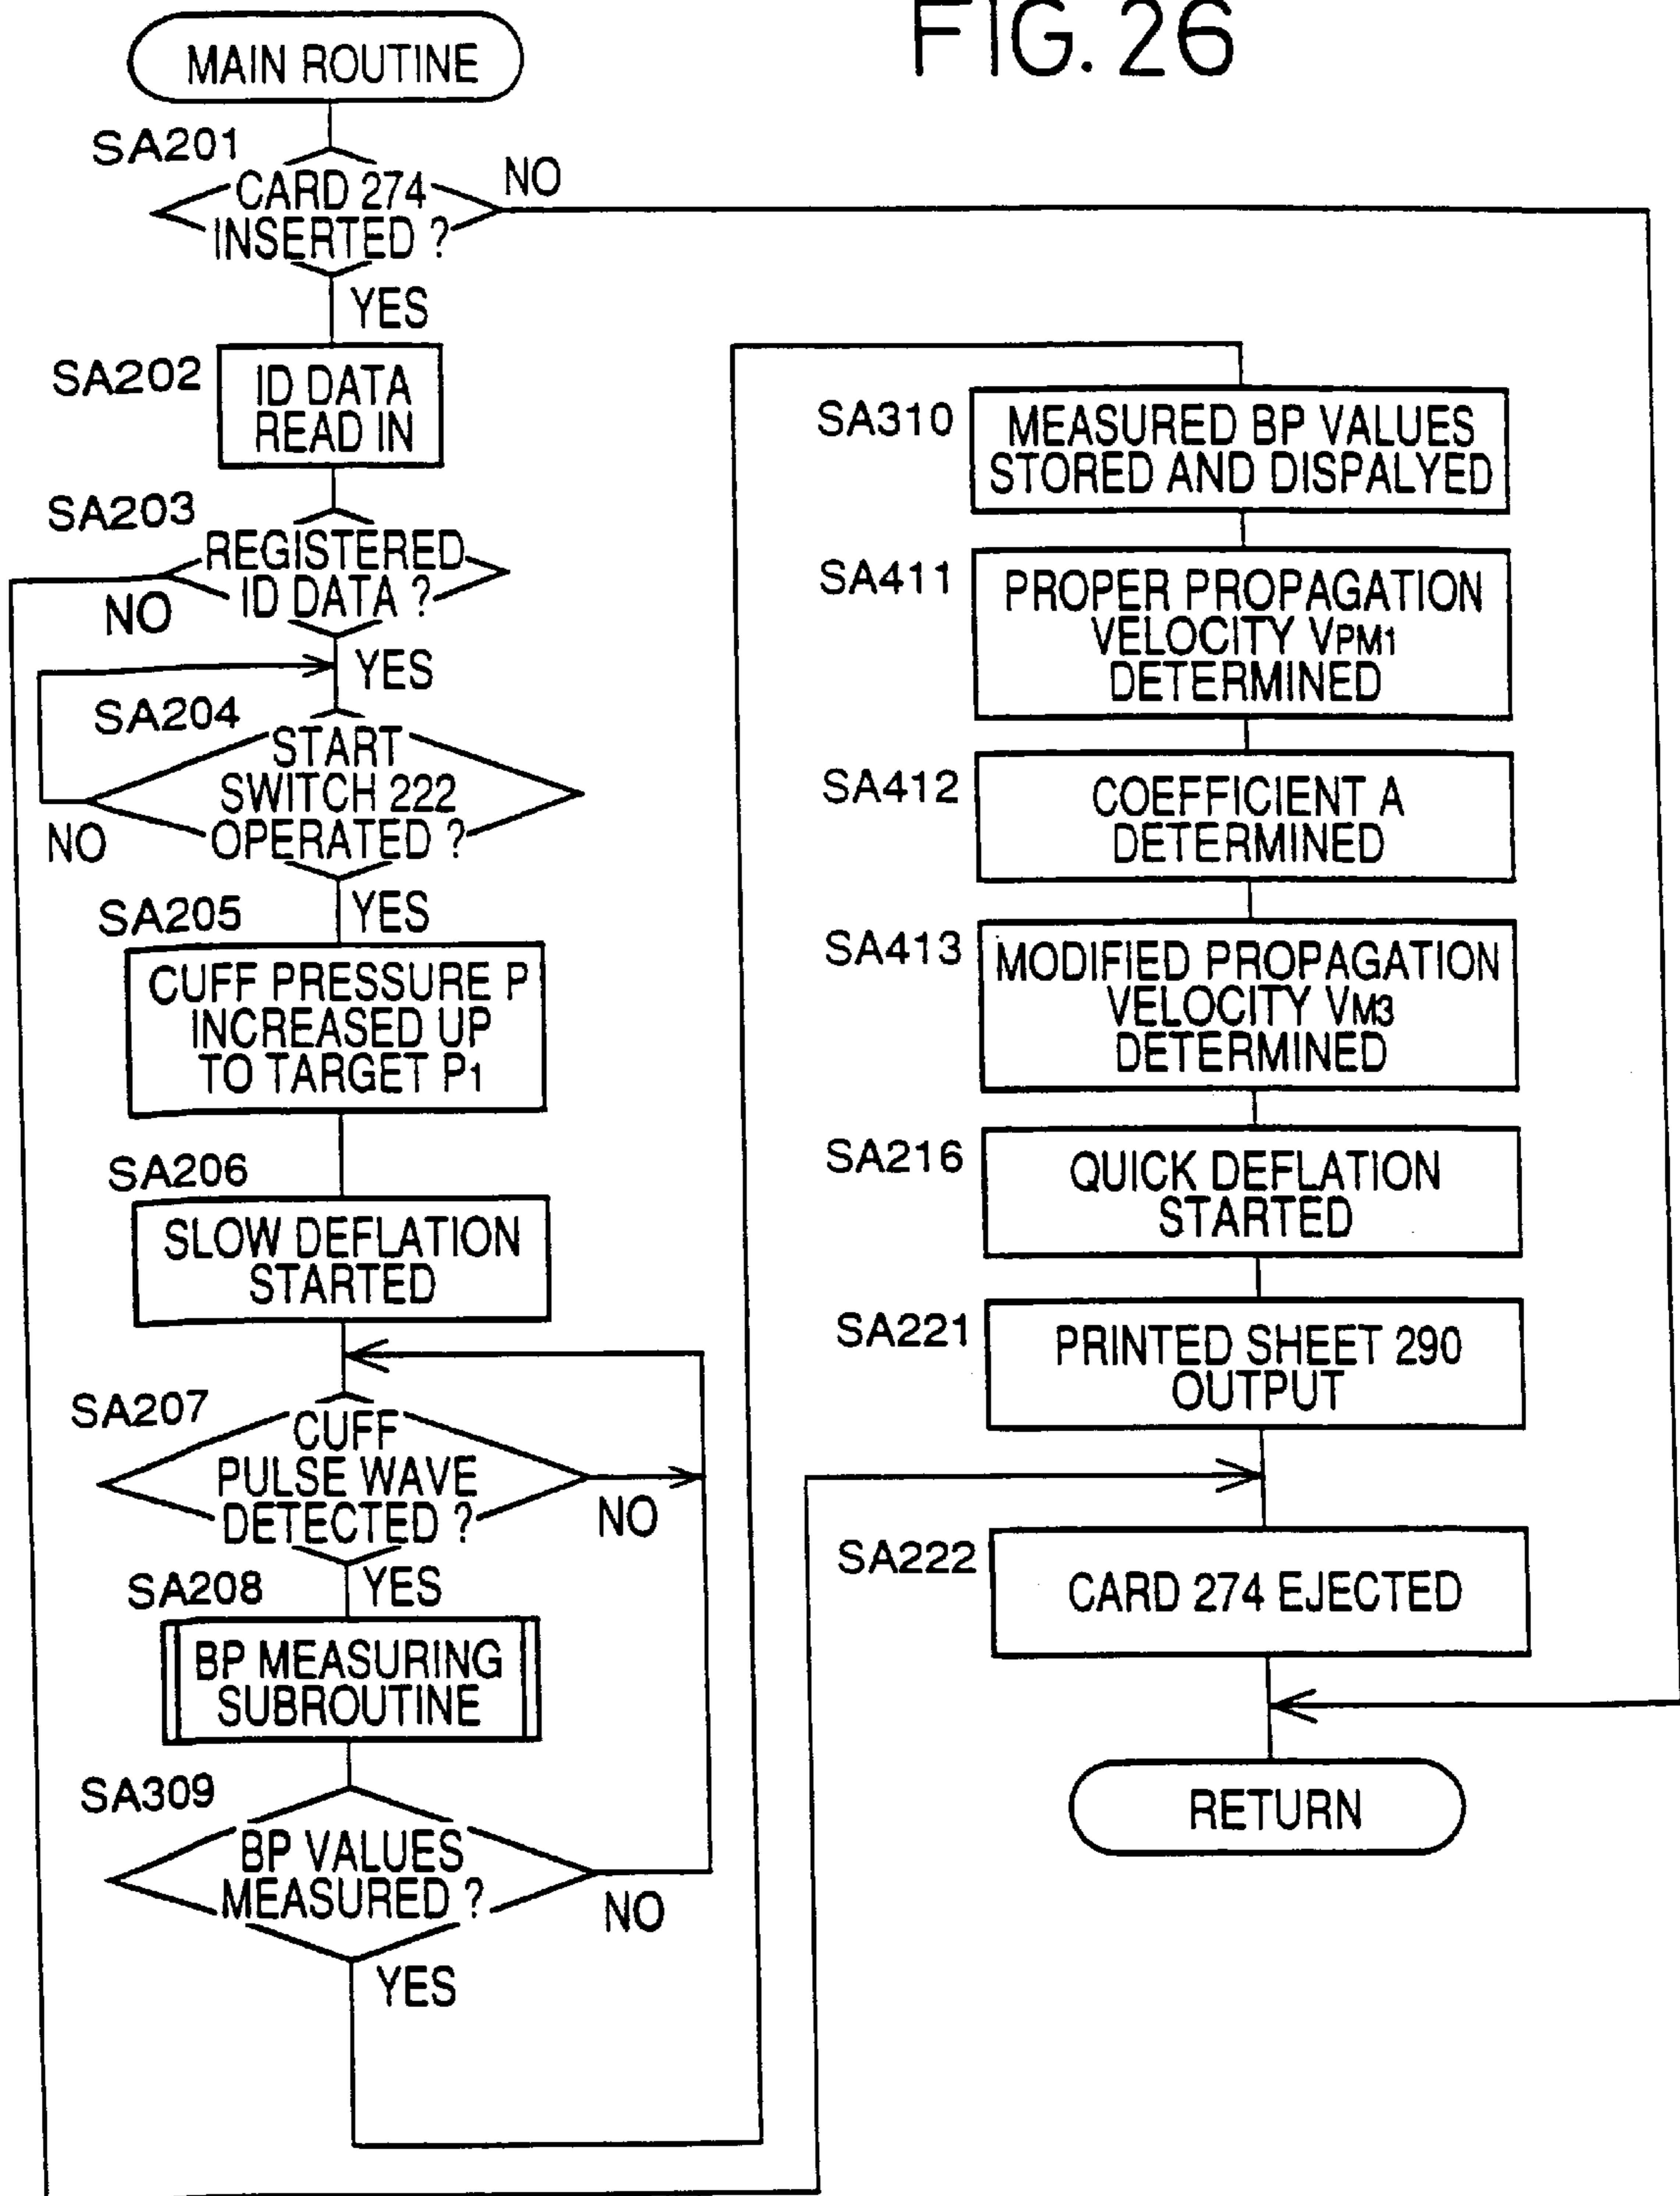 FIG. 26
MAIN ROUTINE
SA201
CARD 274
INSERTED ?
NO
YES
SA202
ID DATA
READ IN
SA203
REGISTERED
ID DATA ?
NO
YES
SA204
START
SWITCH 222
OPERATED ?
NO
YES
SA205
CUFF PRESSURE P
INCREASED UP
TO TARGET P1
SA206
SLOW DEFLATION
STARTED
SA207
CUFF
PULSE WAVE
DETECTED ?
NO
YES
SA208
BP MEASURING
SUBROUTINE
SA309
BP VALUES
MEASURED ?
NO
YES
SA310
MEASURED BP VALUES
STORED AND DISPALYED
SA411
PROPER PROPAGATION
VELOCITY VPM1
DETERMINED
SA412
COEFFICIENT A
DETERMINED
SA413
MODIFIED PROPAGATION
VELOCITY VM3
DETERMINED
SA216
QUICK DEFLATION
STARTED
SA221
PRINTED SHEET 290
OUTPUT
SA222
CARD 274 EJECTED
RETURN